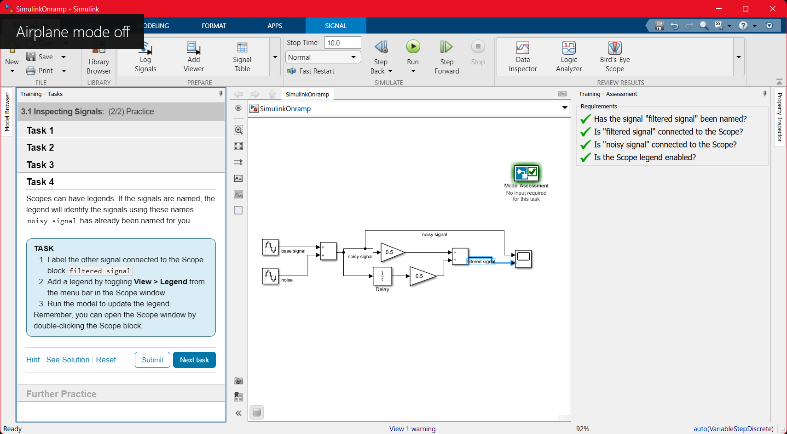 SimulinkOnramp - Simulink
Airplane mode off
MODELING
FORMAT
APPS
SIGNAL
New
Save
Print
FILE
Library
Browser
LIBRARY
Log
Signals
Add
Viewer
Signal
Table
PREPARE
Stop Time
10.0
Normal
Fast Restart
Step
Back
Run
Step
Forward
Stop
SIMULATE
Data
Inspector
Logic
Analyzer
Bird's Eye
Scope
REVIEW RESULTS
Model Browser
Training - Tasks
3.1 Inspecting Signals: (2/2) Practice
Task 1
Task 2
Task 3
Task 4
Scopes can have legends. If the signals are named, the
legend will identify the signals using these names.
noisy signal has already been named for you.
TASK
1 Label the other signal connected to the Scope
block filtered signal
2 Add a legend by toggling View > Legend from
the menu bar in the Scope window.
3 Run the model to update the legend.
Remember, you can open the Scope window by
double-clicking the Scope block.
Hint
See Solution
Reset
Submit
Next task
Further Practice
SimulinkOnramp
SimulinkOnramp
Model Assessment
No input required
for this task
noisy signal
base signal
noisy signal
0.5
filtered signal
noise
Delay
0.5
Training - Assessment
Requirements
Has the signal "filtered signal" been named?
Is "filtered signal" connected to the Scope?
Is "noisy signal" connected to the Scope?
Is the Scope legend enabled?
Property Inspector
Ready
View 1 warning
92%
auto(VariableStepDiscrete)